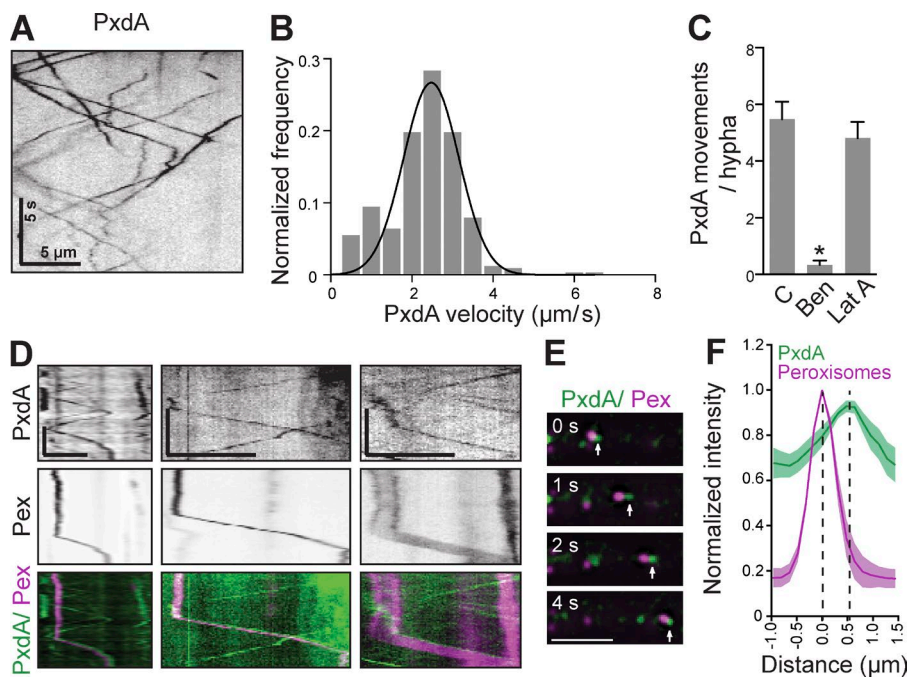 A
PxdA
5 s
5 µm
B
Normalized frequency
0.3
0.2
0.1
0
0
2
4
6
8
PxdA velocity (µm/s)
C
PxdA movements
/ hypha
8
6
4
2
0
*
C
Ben
Lat A
D
PxdA
Pex
PxdA/ Pex
E
PxdA/ Pex
0 s
1 s
2 s
4 s
F
PxdA
Peroxisomes
Normalized intensity
1.2
1.0
0.8
0.6
0.4
0.2
0
-1.0
-0.5
0.0
0.5
1.0
1.5
Distance (µm)